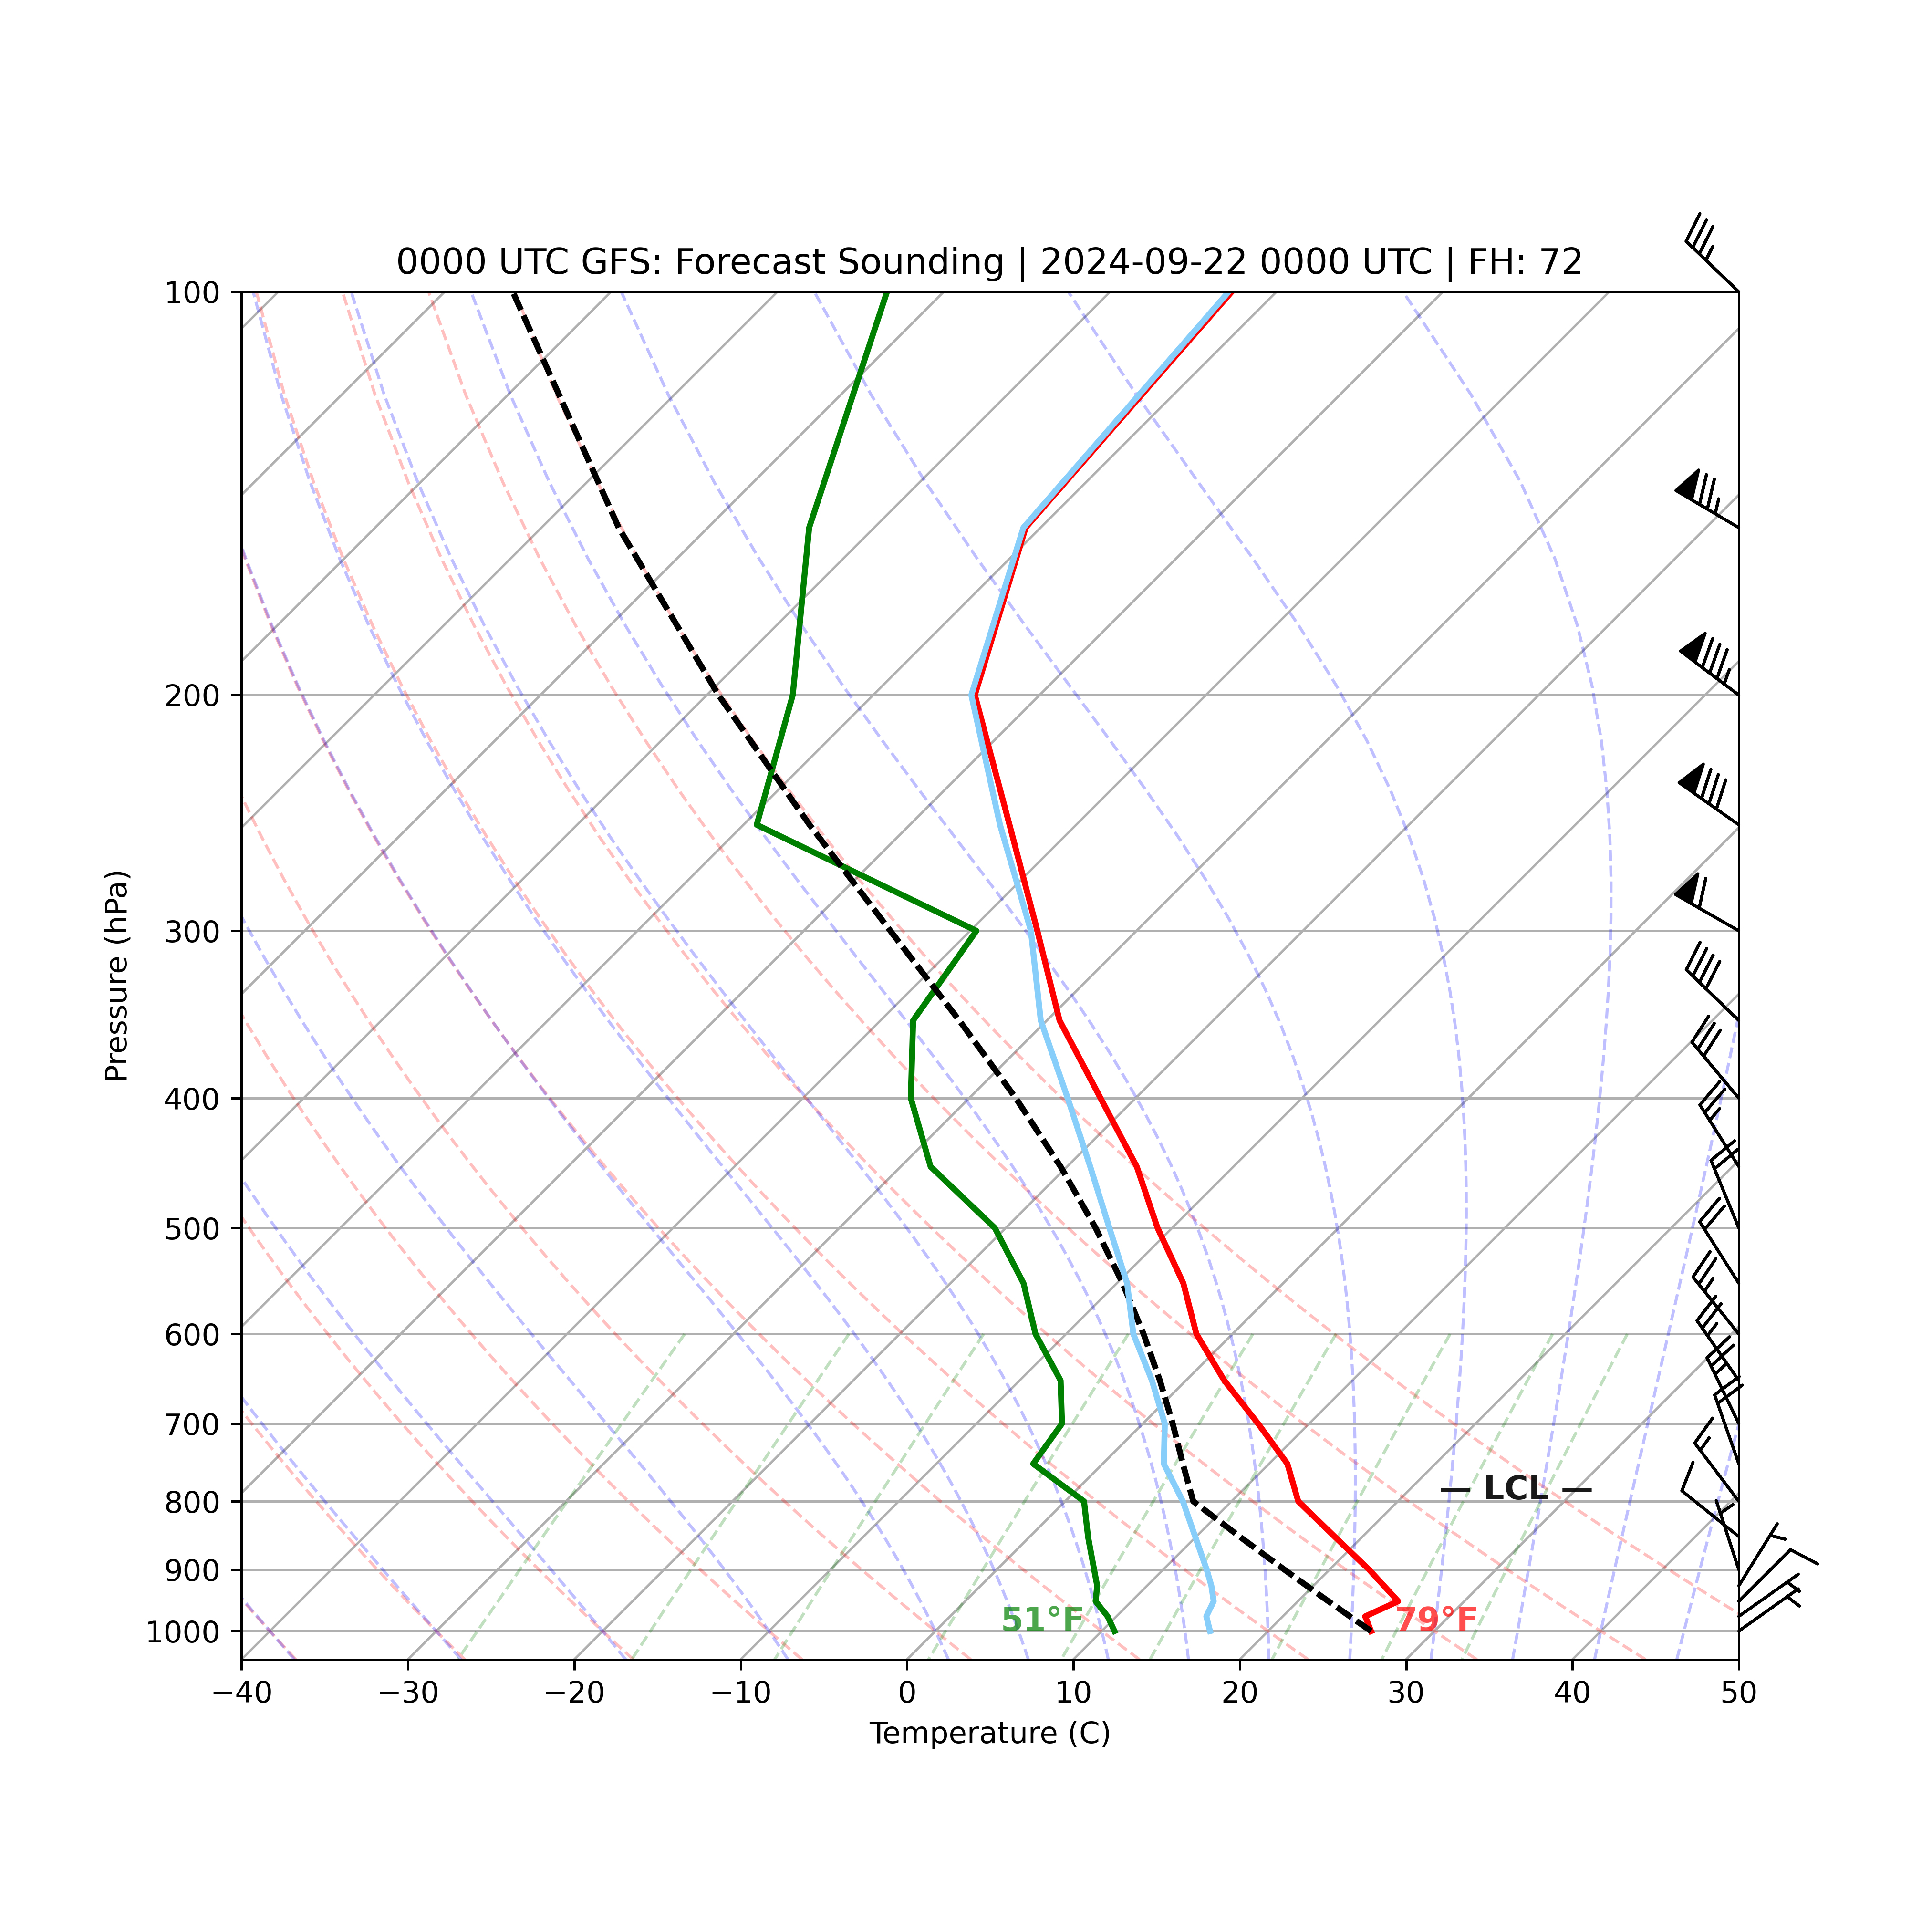 0000 UTC GFS: Forecast Sounding | 2024-09-22 0000 UTC | FH: 72
100
200
300
Pressure (hPa)
400
500
600
700
800
— LCL —
900
51°F
79°F
1000
−40 −30 −20 −10 0 10 20 30 40 50
Temperature (C)